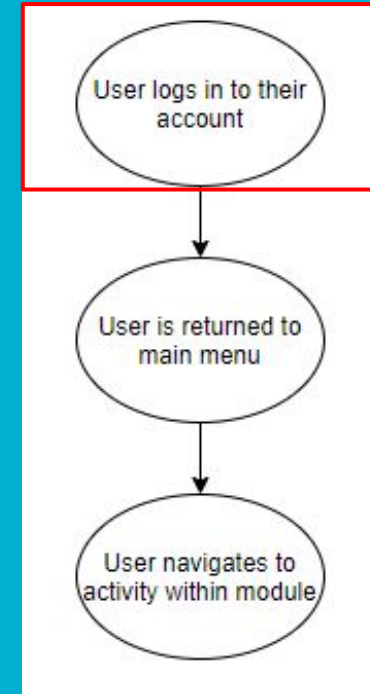 User logs in to their
account
User is returned to
main menu
User navigates to
activity within module